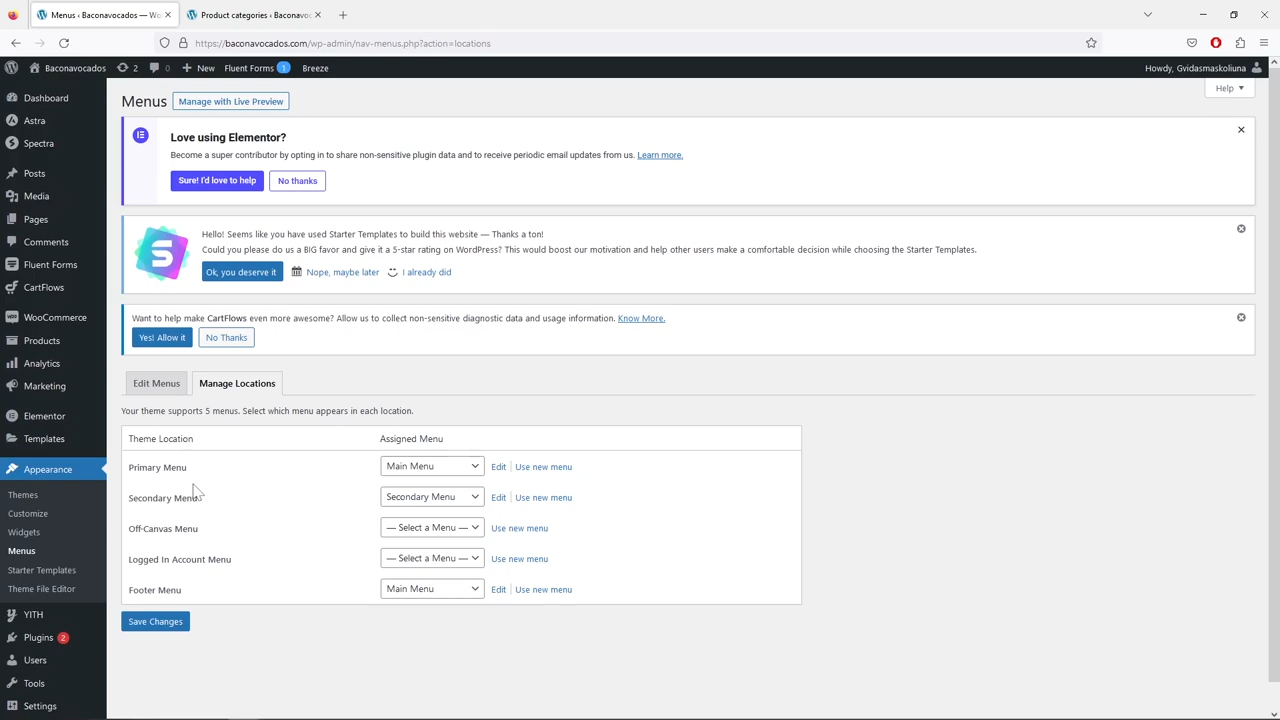 Menus ‹ Baconavocados — Wo
Product categories ‹ Baconavoc
https://baconavocados.com/wp-admin/nav-menus.php?action=locations
Baconavocados
2
0
New
Fluent Forms 1
Breeze
Howdy, Gvidasmaskoliuna
Dashboard
Astra
Spectra
Posts
Media
Pages
Comments
Fluent Forms
CartFlows
WooCommerce
Products
Analytics
Marketing
Elementor
Templates
Appearance
Themes
Customize
Widgets
Menus
Starter Templates
Theme File Editor
YITH
Plugins 2
Users
Tools
Settings
Help
Menus
Manage with Live Preview
Love using Elementor?
Become a super contributor by opting in to share non-sensitive plugin data and to receive periodic email updates from us. Learn more.
Sure! I'd love to help
No thanks
Hello! Seems like you have used Starter Templates to build this website — Thanks a ton!
Could you please do us a BIG favor and give it a 5-star rating on WordPress? This would boost our motivation and help other users make a comfortable decision while choosing the Starter Templates.
Ok, you deserve it
Nope, maybe later
I already did
Want to help make CartFlows even more awesome? Allow us to collect non-sensitive diagnostic data and usage information. Know More.
Yes! Allow it
No Thanks
Edit Menus
Manage Locations
Your theme supports 5 menus. Select which menu appears in each location.
Theme Location Assigned Menu
Primary Menu Main Menu Edit Use new menu
Secondary Menu Secondary Menu Edit Use new menu
Off-Canvas Menu — Select a Menu — Use new menu
Logged In Account Menu — Select a Menu — Use new menu
Footer Menu Main Menu Edit Use new menu
Save Changes